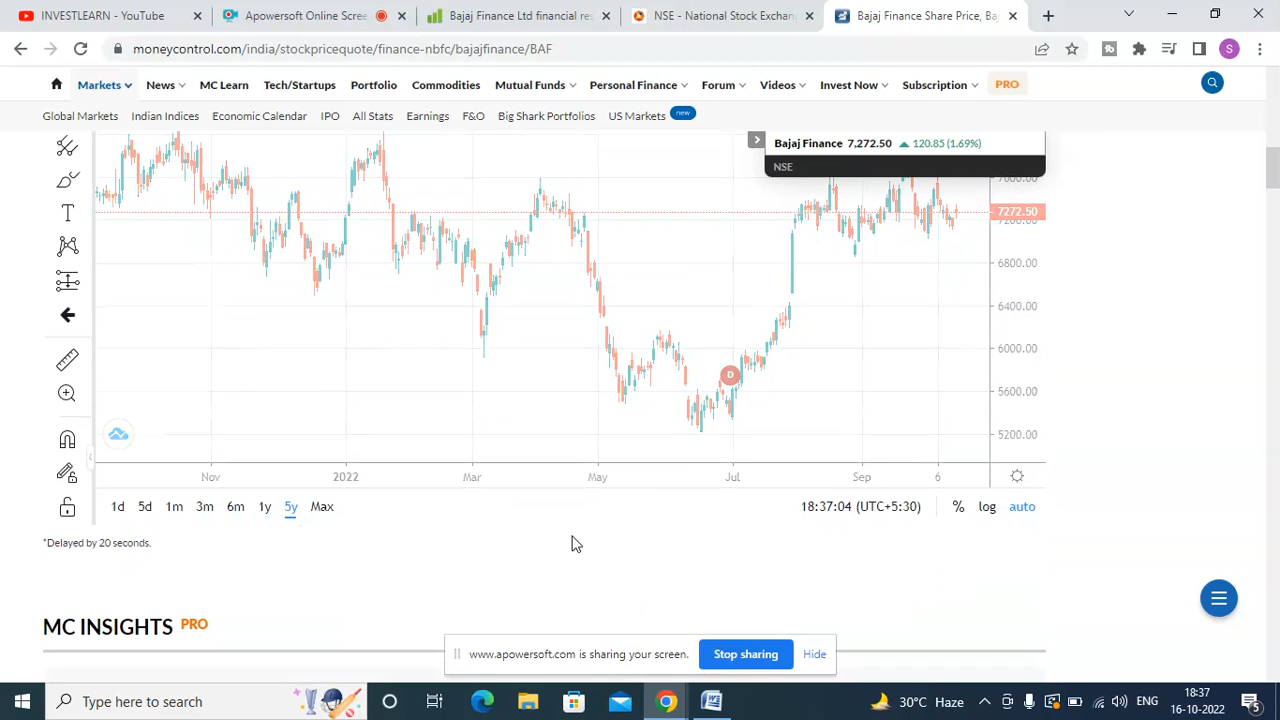 INVESTLEARN - YouTube
Apowersoft Online Scree
Bajaj Finance Ltd financial res
NSE - National Stock Exchan
Bajaj Finance Share Price, Ba
moneycontrol.com/india/stockpricequote/finance-nbfc/bajajfinance/BAF
S
Markets News MC Learn Tech/Startups Portfolio Commodities Mutual Funds Personal Finance Forum Videos Invest Now Subscription PRO
Global Markets Indian Indices Economic Calendar IPO All Stats Earnings F&O Big Shark Portfolios US Markets new
Bajaj Finance 7,272.50 120.85 (1.69%)
NSE
T
7600.00
7272.50
7200.00
6800.00
6400.00
6000.00
5600.00
5200.00
D
Nov 2022 Mar May Jul Sep 6
1d 5d 1m 3m 6m 1y 5y Max 18:37:04 (UTC+5:30) % log auto
*Delayed by 20 seconds.
MC INSIGHTS PRO
www.apowersoft.com is sharing your screen. Stop sharing Hide
Type here to search
30°C Haze
ENG
18:37
16-10-2022
5